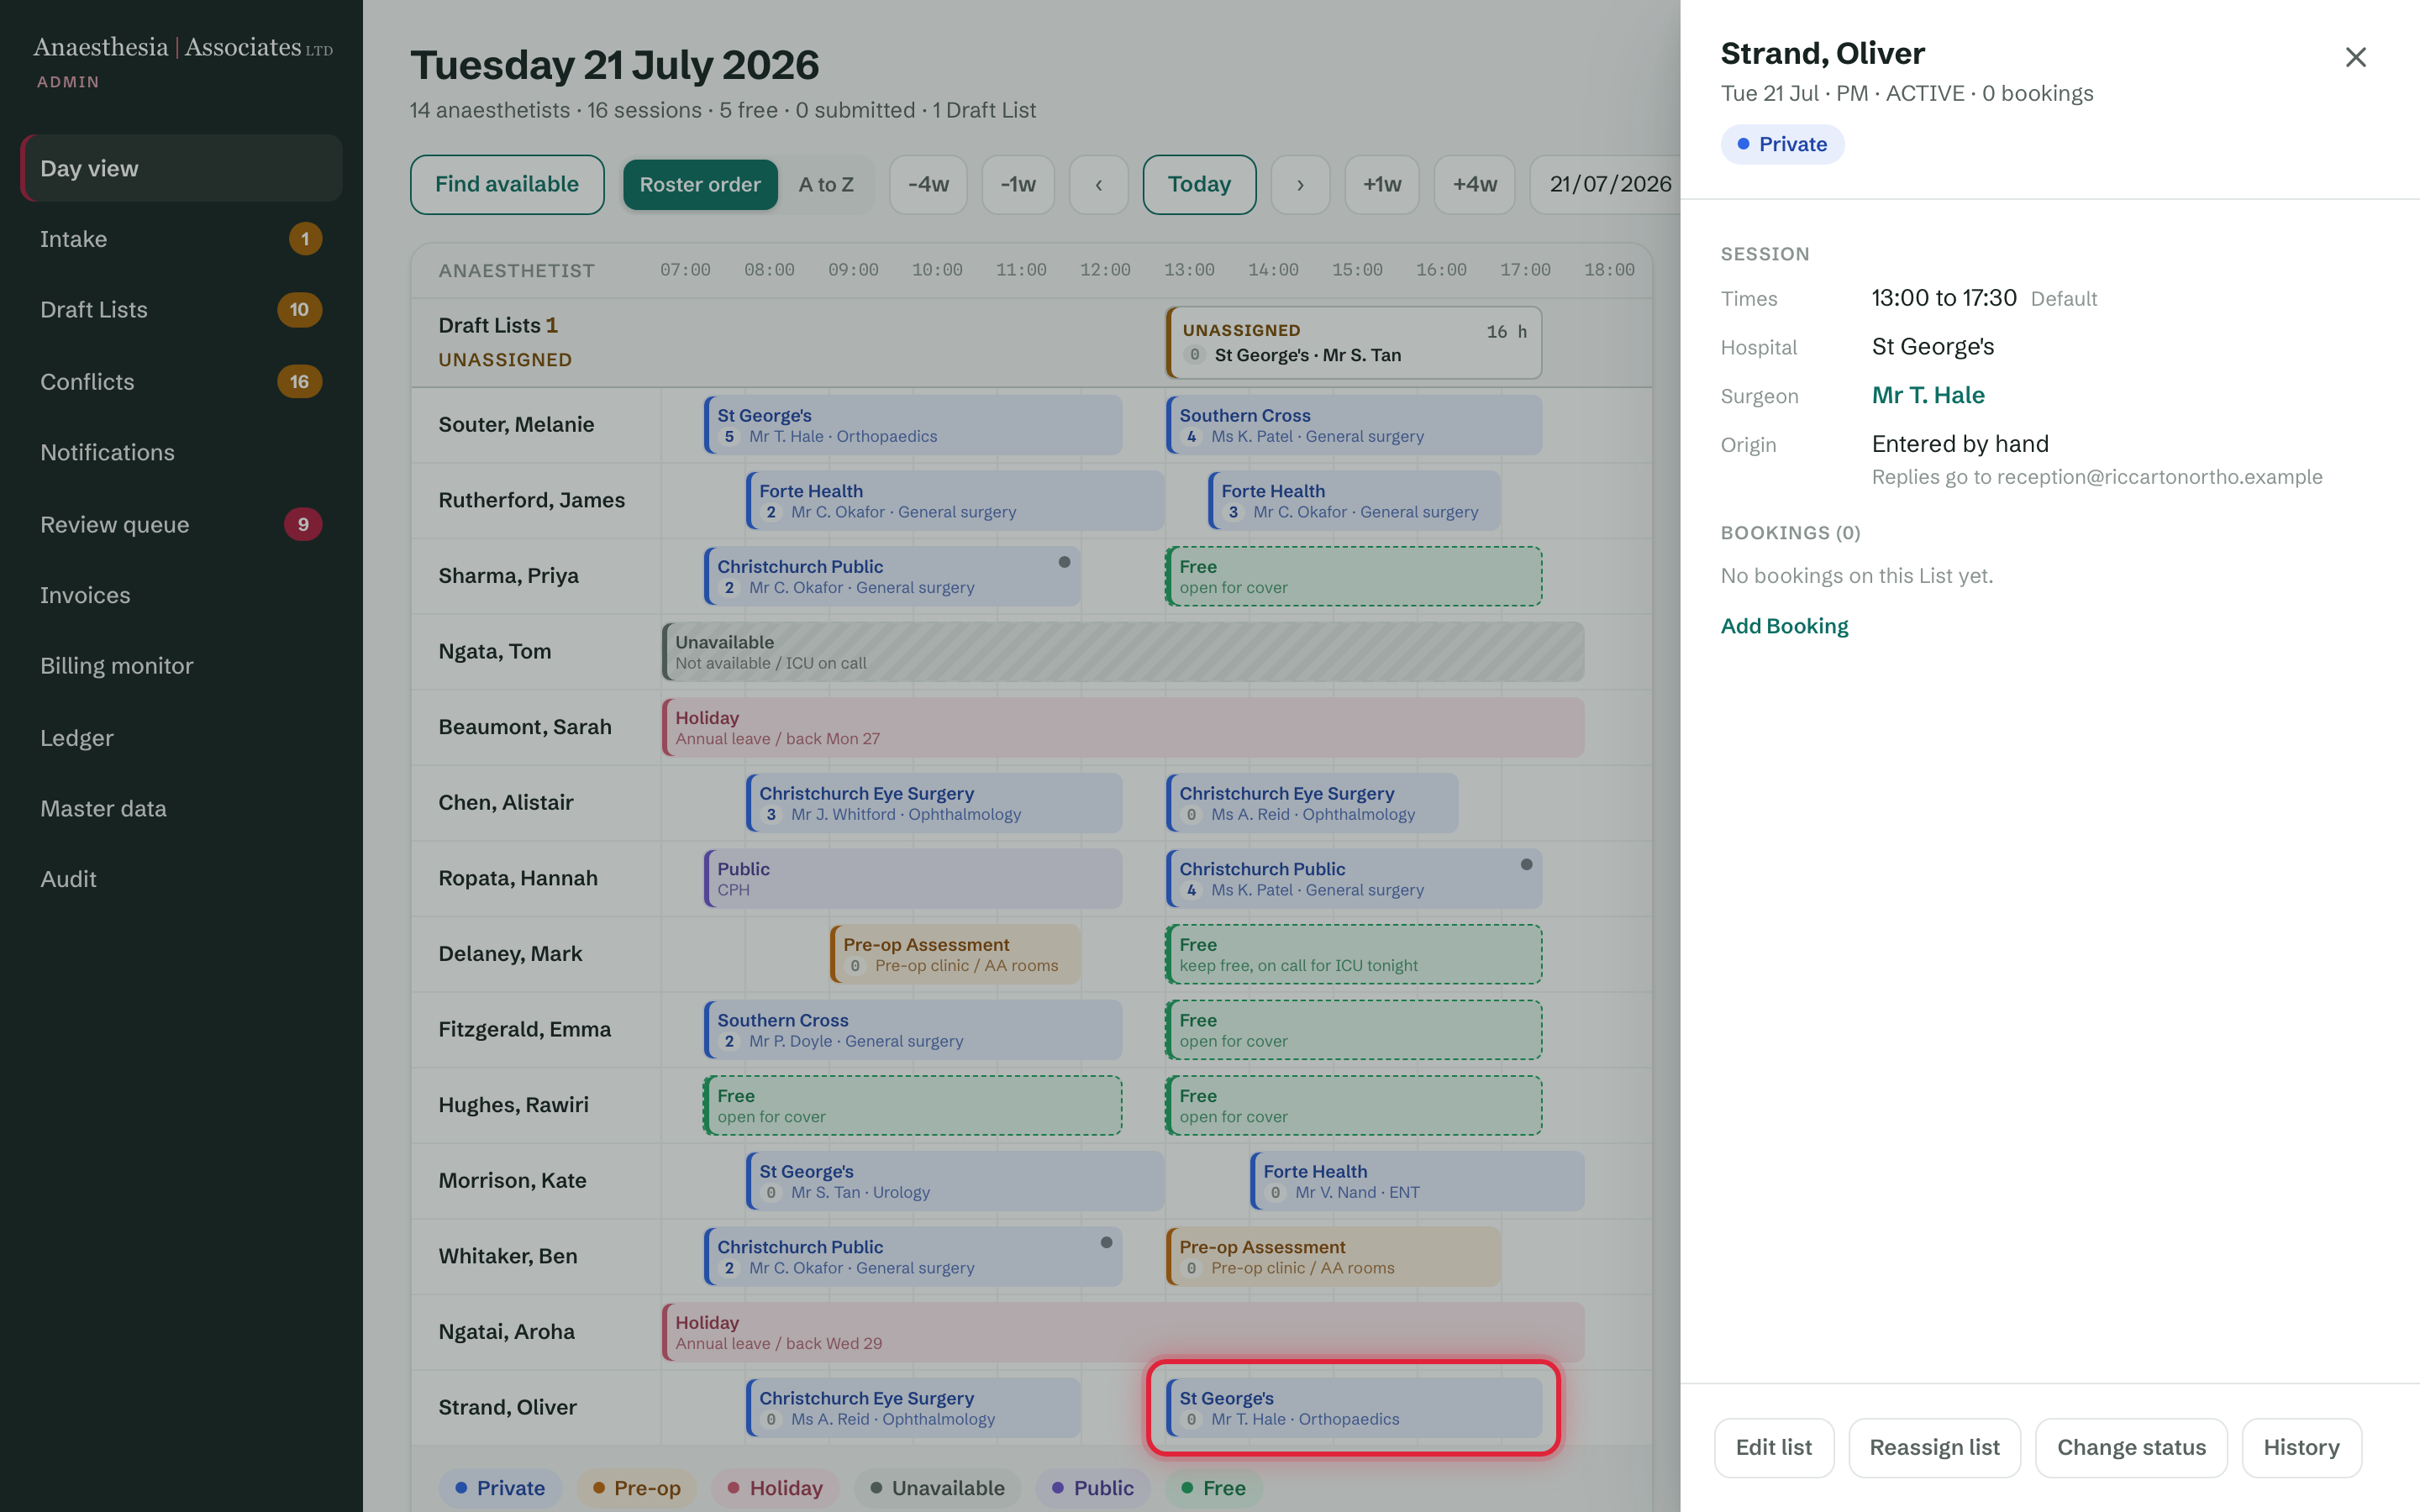 Anaesthesia | Associates LTD
ADMIN
Day view
Intake 1
Draft Lists 10
Conflicts 16
Notifications
Review queue 9
Invoices
Billing monitor
Ledger
Master data
Audit
Tuesday 21 July 2026
14 anaesthetists · 16 sessions · 5 free · 0 submitted · 1 Draft List
Find available Roster order A to Z -4w -1w ‹ Today › +1w +4w 21/07/2026
ANAESTHETIST 07:00 08:00 09:00 10:00 11:00 12:00 13:00 14:00 15:00 16:00 17:00 18:00
Draft Lists 1
UNASSIGNED
UNASSIGNED 16 h
0 St George's · Mr S. Tan
Souter, Melanie
St George's
5 Mr T. Hale · Orthopaedics
Southern Cross
4 Ms K. Patel · General surgery
Rutherford, James
Forte Health
2 Mr C. Okafor · General surgery
Forte Health
3 Mr C. Okafor · General surgery
Sharma, Priya
Christchurch Public
2 Mr C. Okafor · General surgery
Free
open for cover
Ngata, Tom
Unavailable
Not available / ICU on call
Beaumont, Sarah
Holiday
Annual leave / back Mon 27
Chen, Alistair
Christchurch Eye Surgery
3 Mr J. Whitford · Ophthalmology
Christchurch Eye Surgery
0 Ms A. Reid · Ophthalmology
Ropata, Hannah
Public
CPH
Christchurch Public
4 Ms K. Patel · General surgery
Delaney, Mark
Pre-op Assessment
0 Pre-op clinic / AA rooms
Free
keep free, on call for ICU tonight
Fitzgerald, Emma
Southern Cross
2 Mr P. Doyle · General surgery
Free
open for cover
Hughes, Rawiri
Free
open for cover
Free
open for cover
Morrison, Kate
St George's
0 Mr S. Tan · Urology
Forte Health
0 Mr V. Nand · ENT
Whitaker, Ben
Christchurch Public
2 Mr C. Okafor · General surgery
Pre-op Assessment
0 Pre-op clinic / AA rooms
Ngatai, Aroha
Holiday
Annual leave / back Wed 29
Strand, Oliver
Christchurch Eye Surgery
0 Ms A. Reid · Ophthalmology
St George's
0 Mr T. Hale · Orthopaedics
Private Pre-op Holiday Unavailable Public Free
Strand, Oliver
Tue 21 Jul · PM · ACTIVE · 0 bookings
Private
SESSION
Times 13:00 to 17:30 Default
Hospital St George's
Surgeon Mr T. Hale
Origin Entered by hand
Replies go to reception@riccartonortho.example
BOOKINGS (0)
No bookings on this List yet.
Add Booking
Edit list Reassign list Change status History